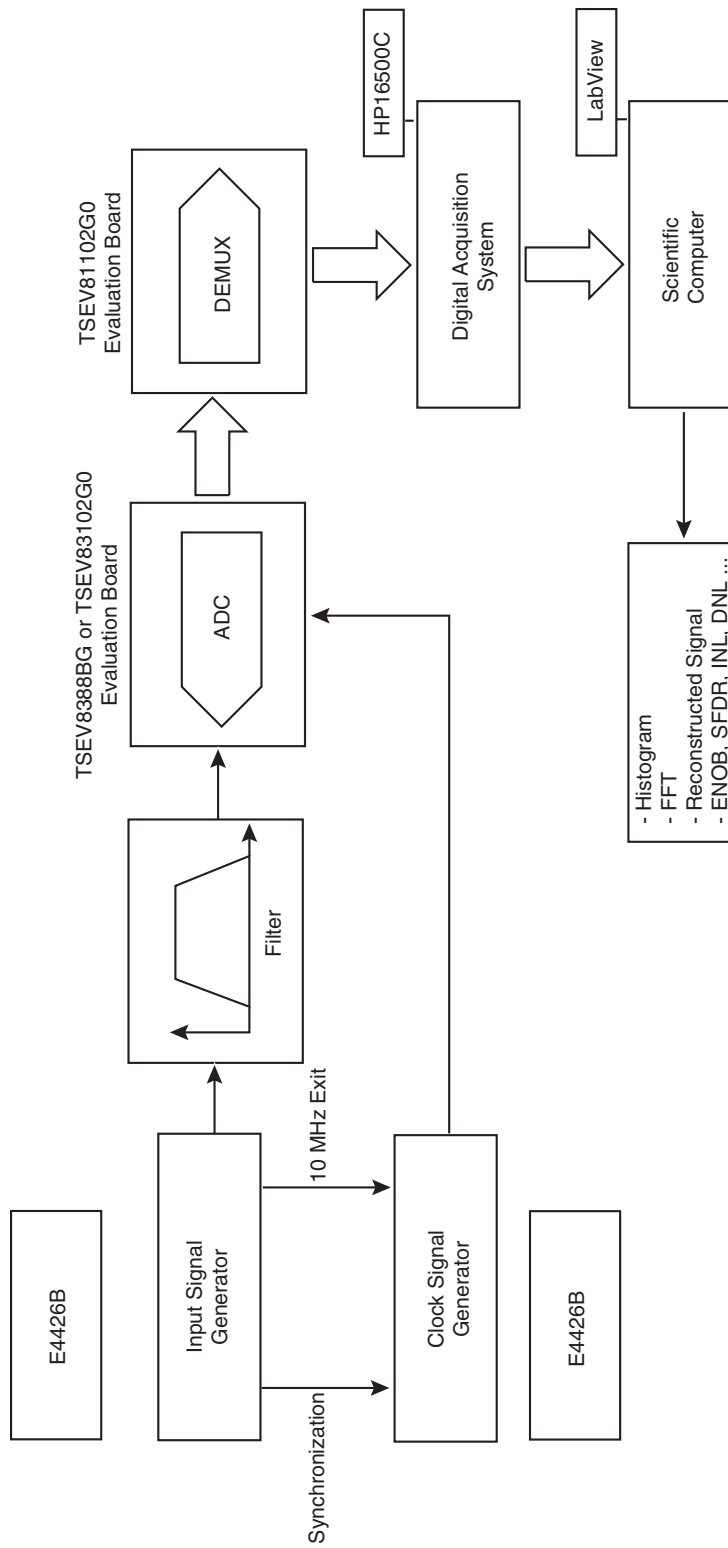 E4426B
Input Signal
Generator
Synchronization
10 MHz Exit
Clock Signal
Generator
E4426B
Filter
TSEV8388BG or TSEV83102G0
Evaluation Board
ADC
TSEV81102G0
Evaluation Board
DEMUX
HP16500C
Digital Acquisition
System
LabView
Scientific
Computer
- Histogram
- FFT
- Reconstructed Signal
- ENOB, SFDR, INL, DNL ...